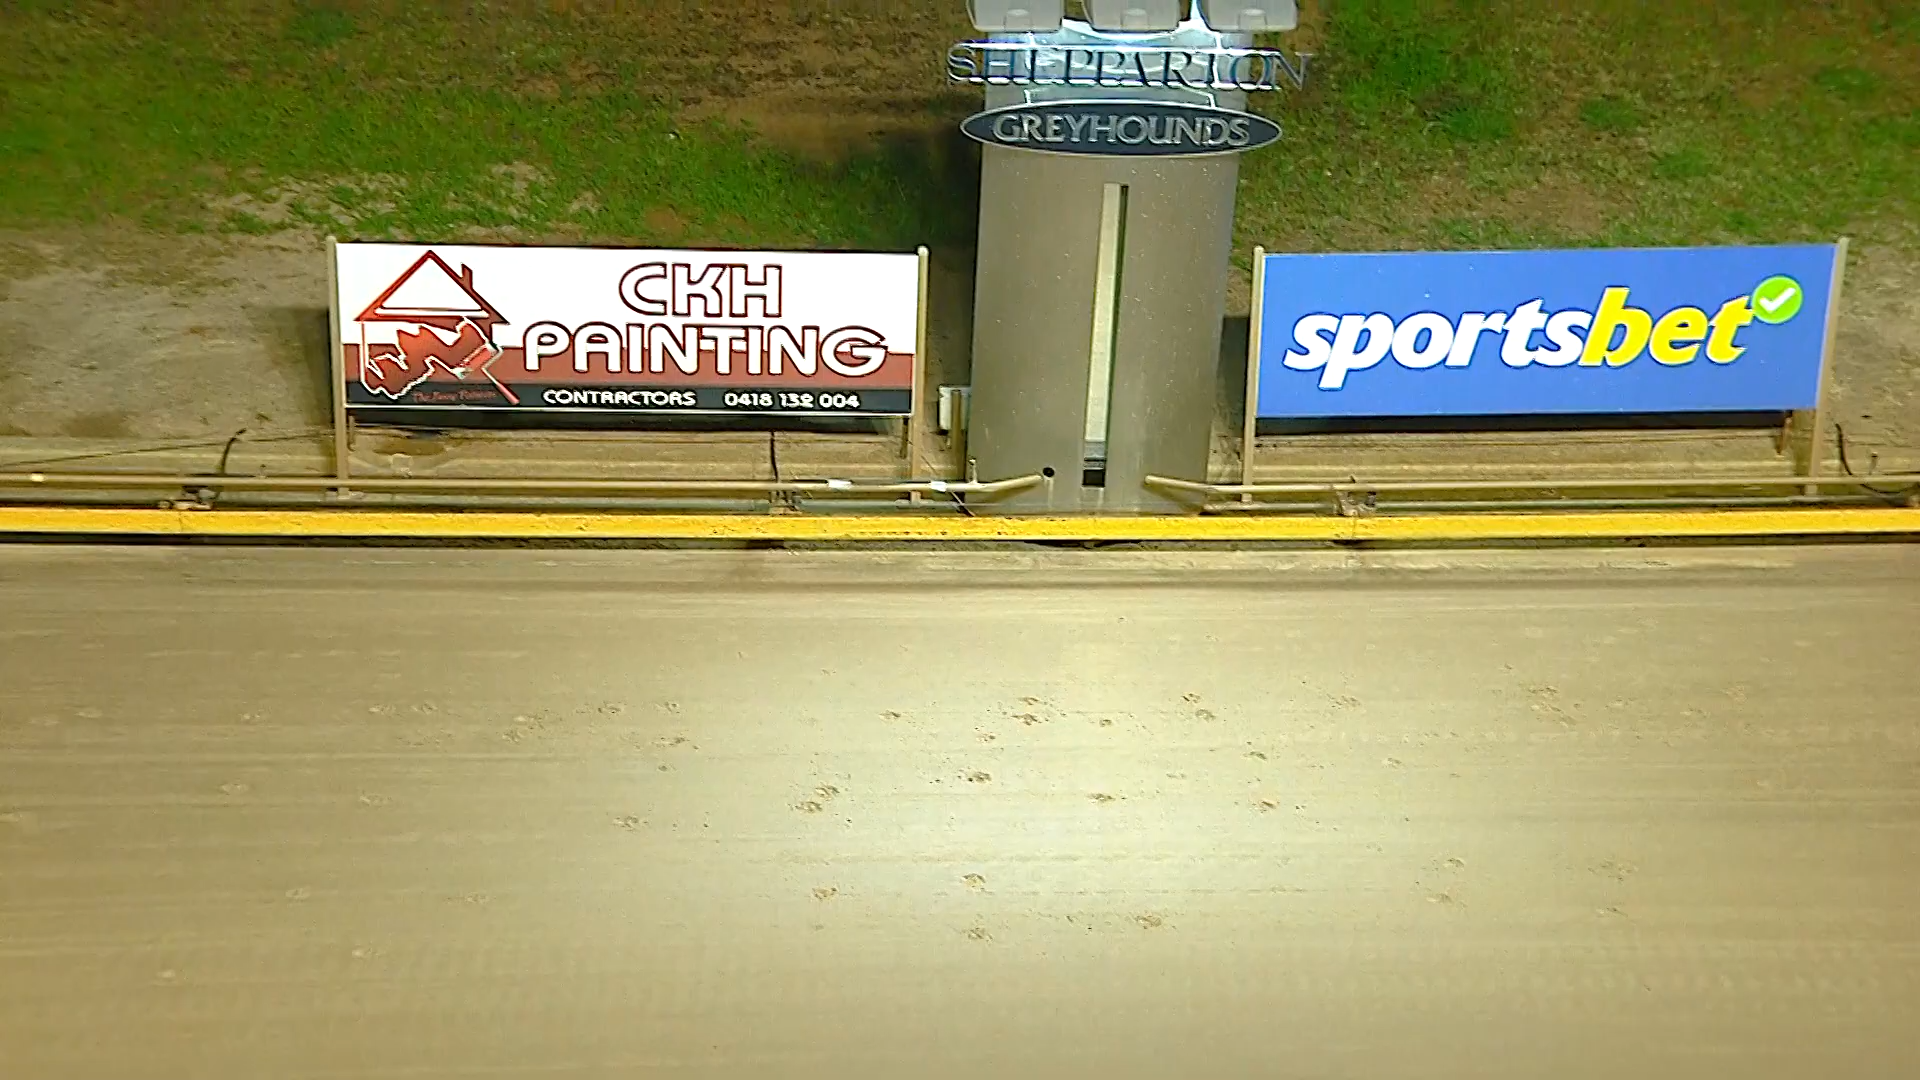 SHEPPARTON
GREYHOUNDS
CKH
PAINTING
CONTRACTORS 0418 132 004
sportsbet